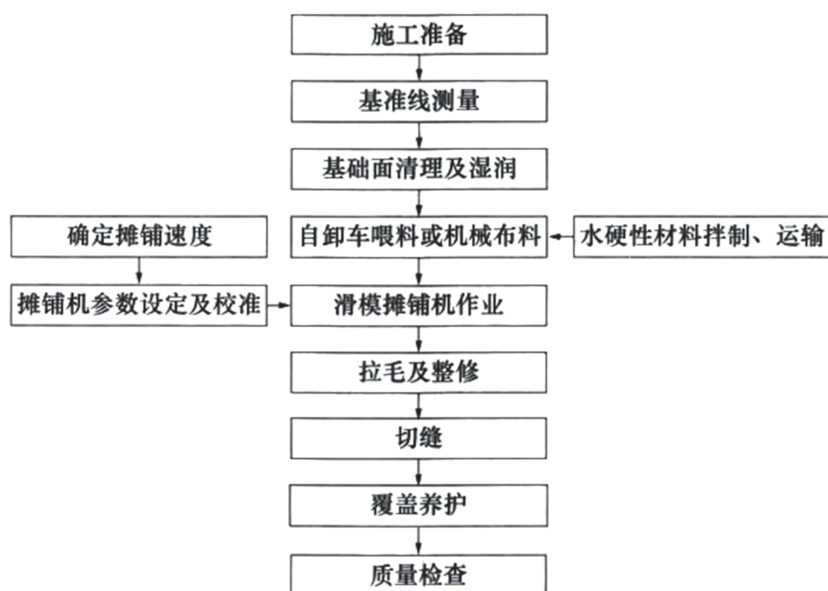 施工准备
基准线测量
基础面清理及湿润
确定摊铺速度
自卸车喂料或机械布料
水硬性材料拌制、运输
摊铺机参数设定及校准
滑模摊铺机作业
拉毛及整修
切缝
覆盖养护
质量检查